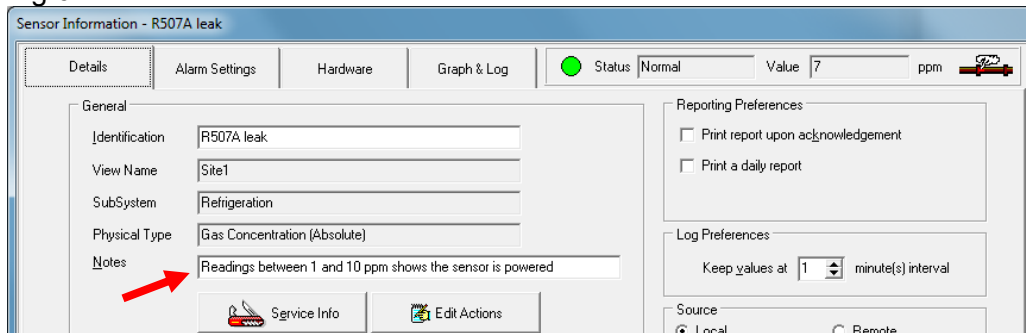 Sensor Information - R507A leak
Details Alarm Settings Hardware Graph & Log Status Normal Value 7 ppm
General
Identification R507A leak
View Name Site1
SubSystem Refrigeration
Physical Type Gas Concentration (Absolute)
Notes Readings between 1 and 10 ppm shows the sensor is powered
Service Info Edit Actions
Reporting Preferences
Print report upon acknowledgement
Print a daily report
Log Preferences
Keep values at 1 minute(s) interval
Source
Local Remote